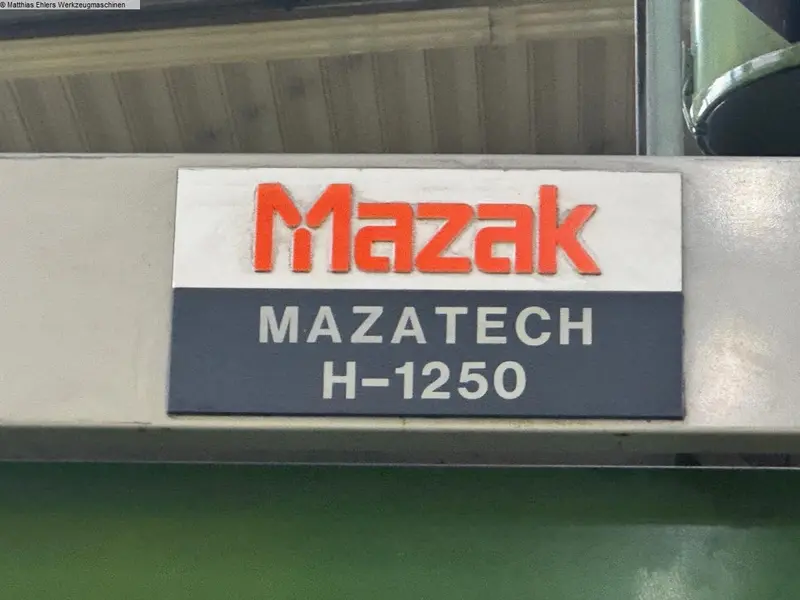 © Matthias Ehlers Werkzeugmaschinen
Mazak
MAZATECH
H-1250